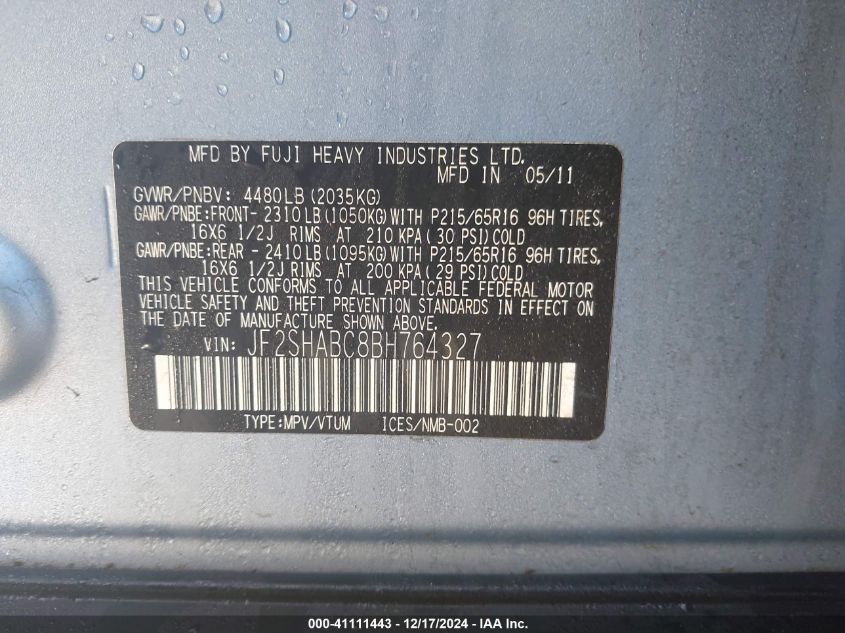 MFD BY FUJI HEAVY INDUSTRIES LTD.
MFD IN 05/11
GVWR/PNBV: 4480LB(2035KG)
GAWR/PNBE:FRONT- 2310LB(1050KG)WITH P215/65R16 96H TIRES,
16X6 1/2J RIMS AT 210 KPA(30 PSI)COLD
GAWR/PNBE:REAR - 2410LB(1095KG)WITH P215/65R16 96H TIRES,
16X6 1/2J RIMS AT 200 KPA(29 PSI)COLD
THIS VEHICLE CONFORMS TO ALL APPLICABLE FEDERAL MOTOR
VEHICLE SAFETY AND THEFT PREVENTION STANDARDS IN EFFECT ON
THE DATE OF MANUFACTURE SHOWN ABOVE.
VIN: JF2SHABC8BH764327
TYPE:MPV/VTUM ICES/NMB-002
000-41111443 - 12/17/2024 - IAA Inc.